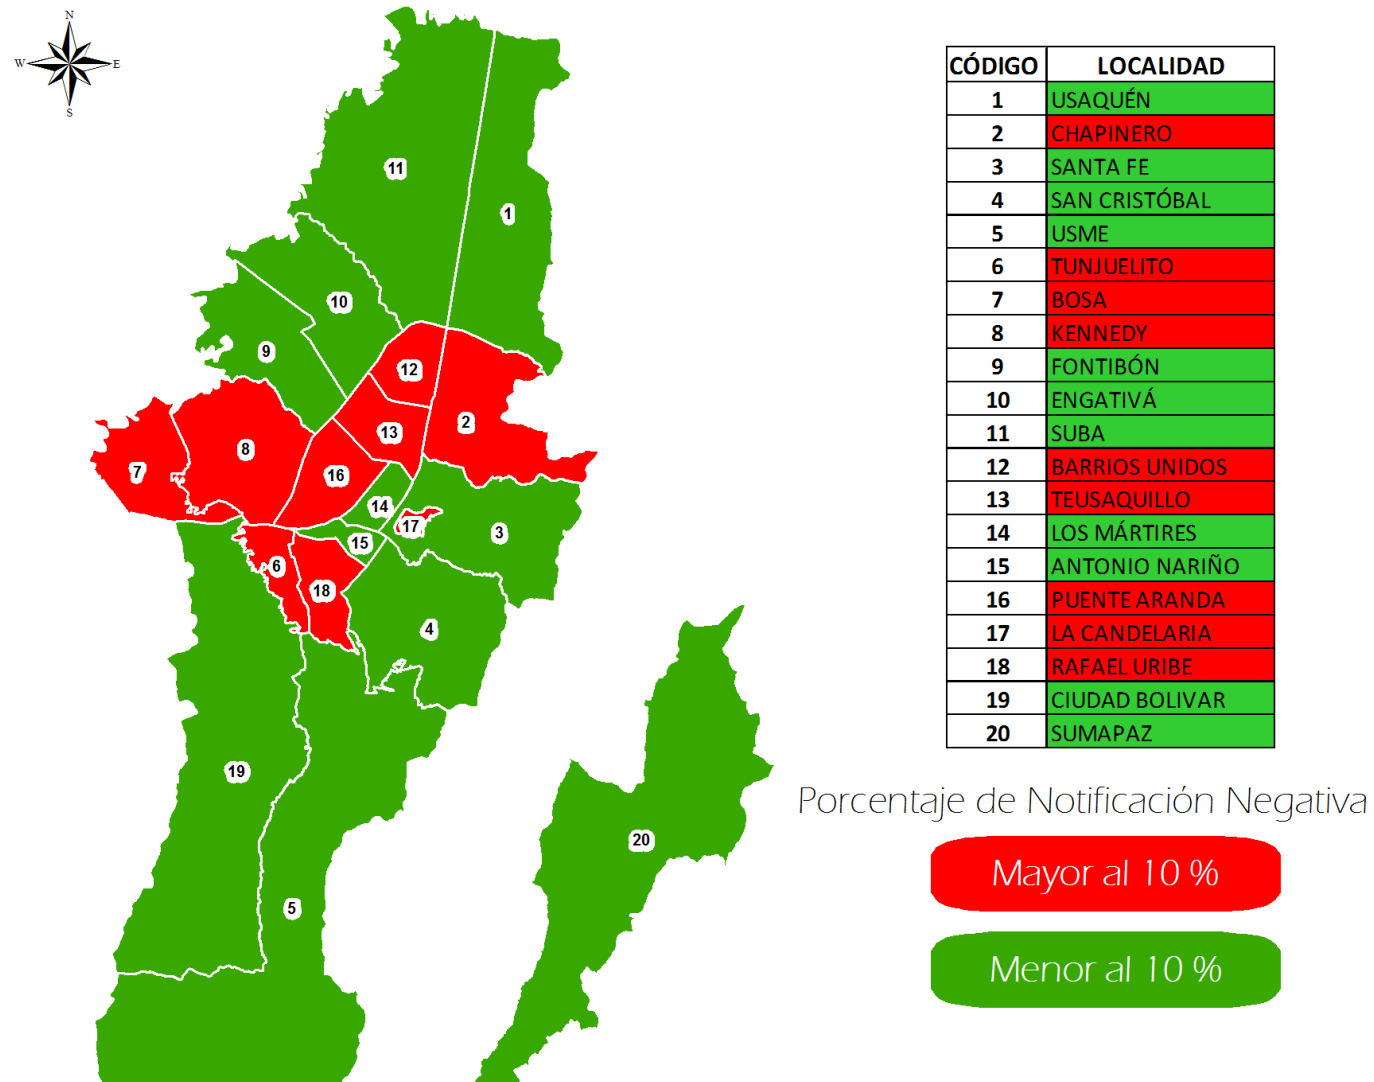 N
W E
S
11
1
10
9
12
2
13
8
7
16
14
17
3
15
6
18
4
19
20
5
CÓDIGO LOCALIDAD
1 USAQUÉN
2 CHAPINERO
3 SANTA FE
4 SAN CRISTÓBAL
5 USME
6 TUNJUELITO
7 BOSA
8 KENNEDY
9 FONTIBÓN
10 ENGATIVÁ
11 SUBA
12 BARRIOS UNIDOS
13 TEUSAQUILLO
14 LOS MÁRTIRES
15 ANTONIO NARIÑO
16 PUENTE ARANDA
17 LA CANDELARIA
18 RAFAEL URIBE
19 CIUDAD BOLIVAR
20 SUMAPAZ
Porcentaje de Notificación Negativa
Mayor al 10 %
Menor al 10 %